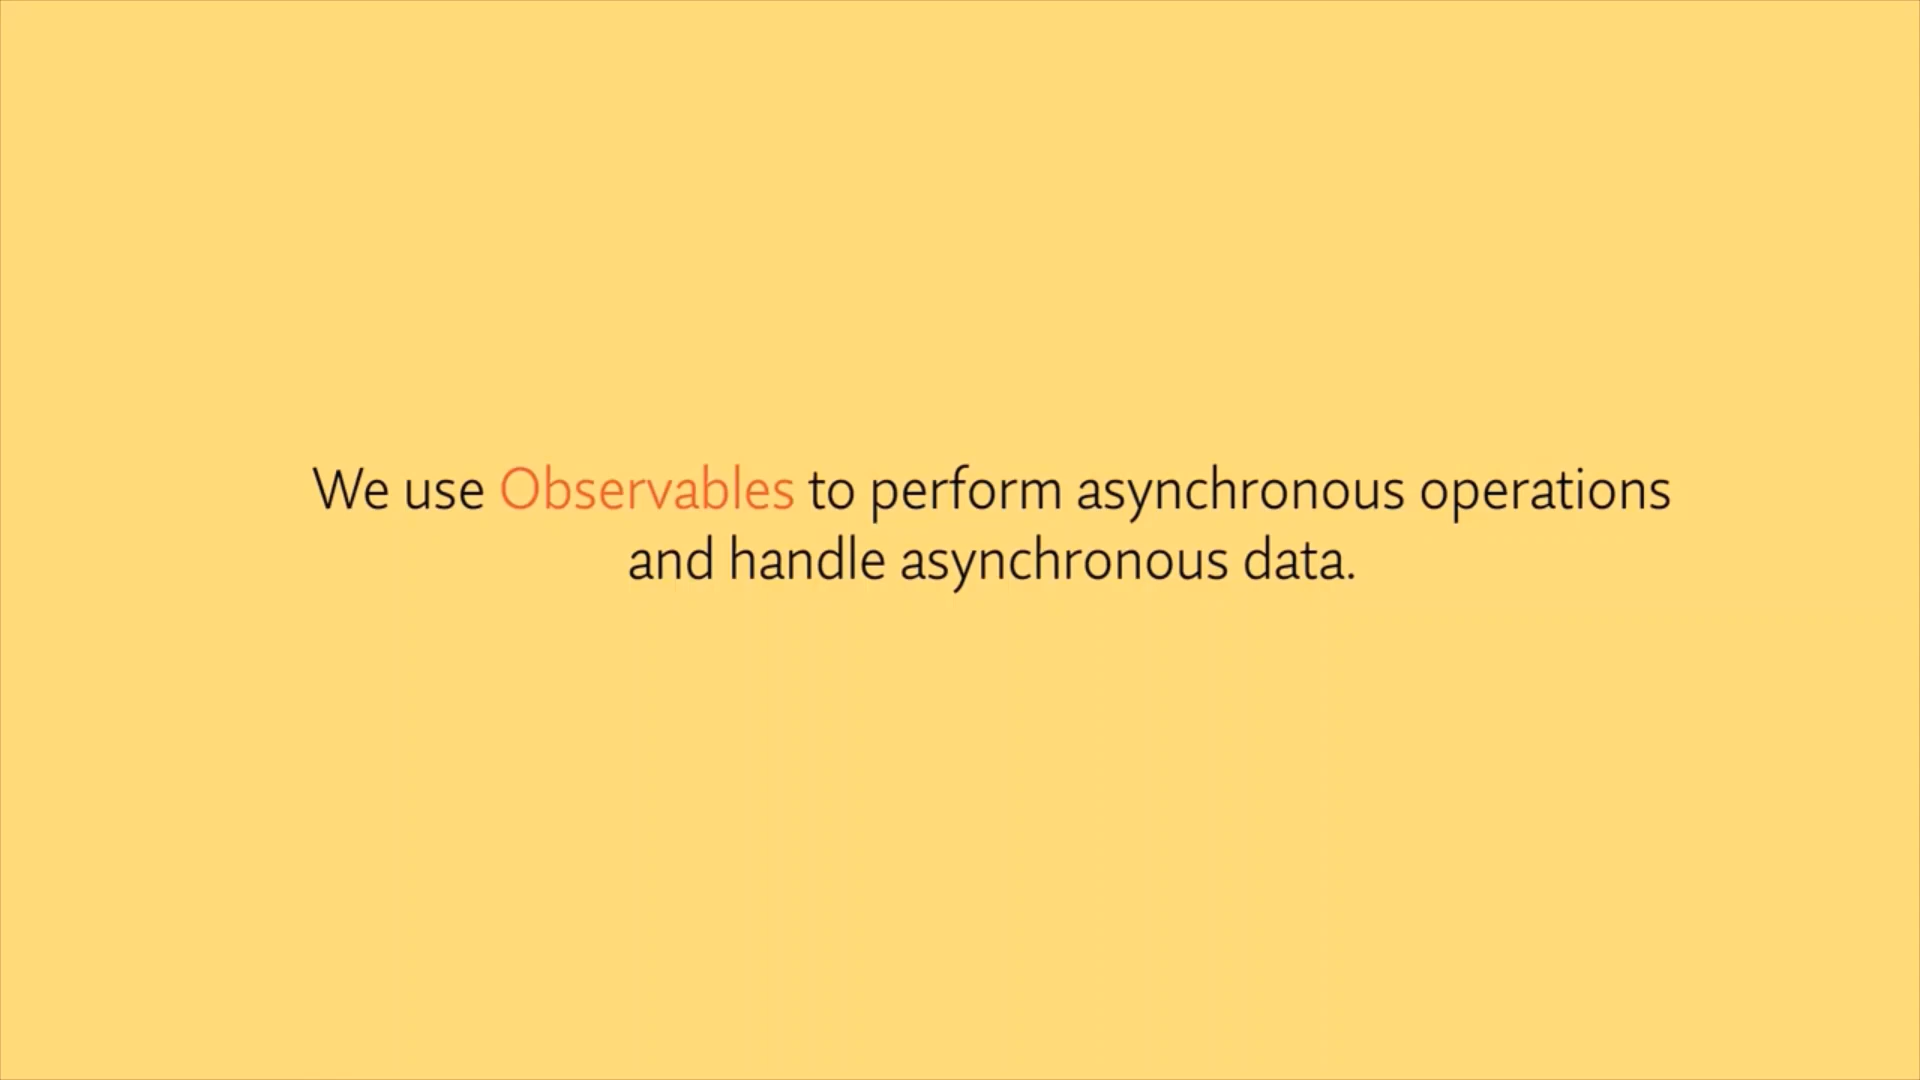 We use Observables to perform asynchronous operations
and handle asynchronous data.